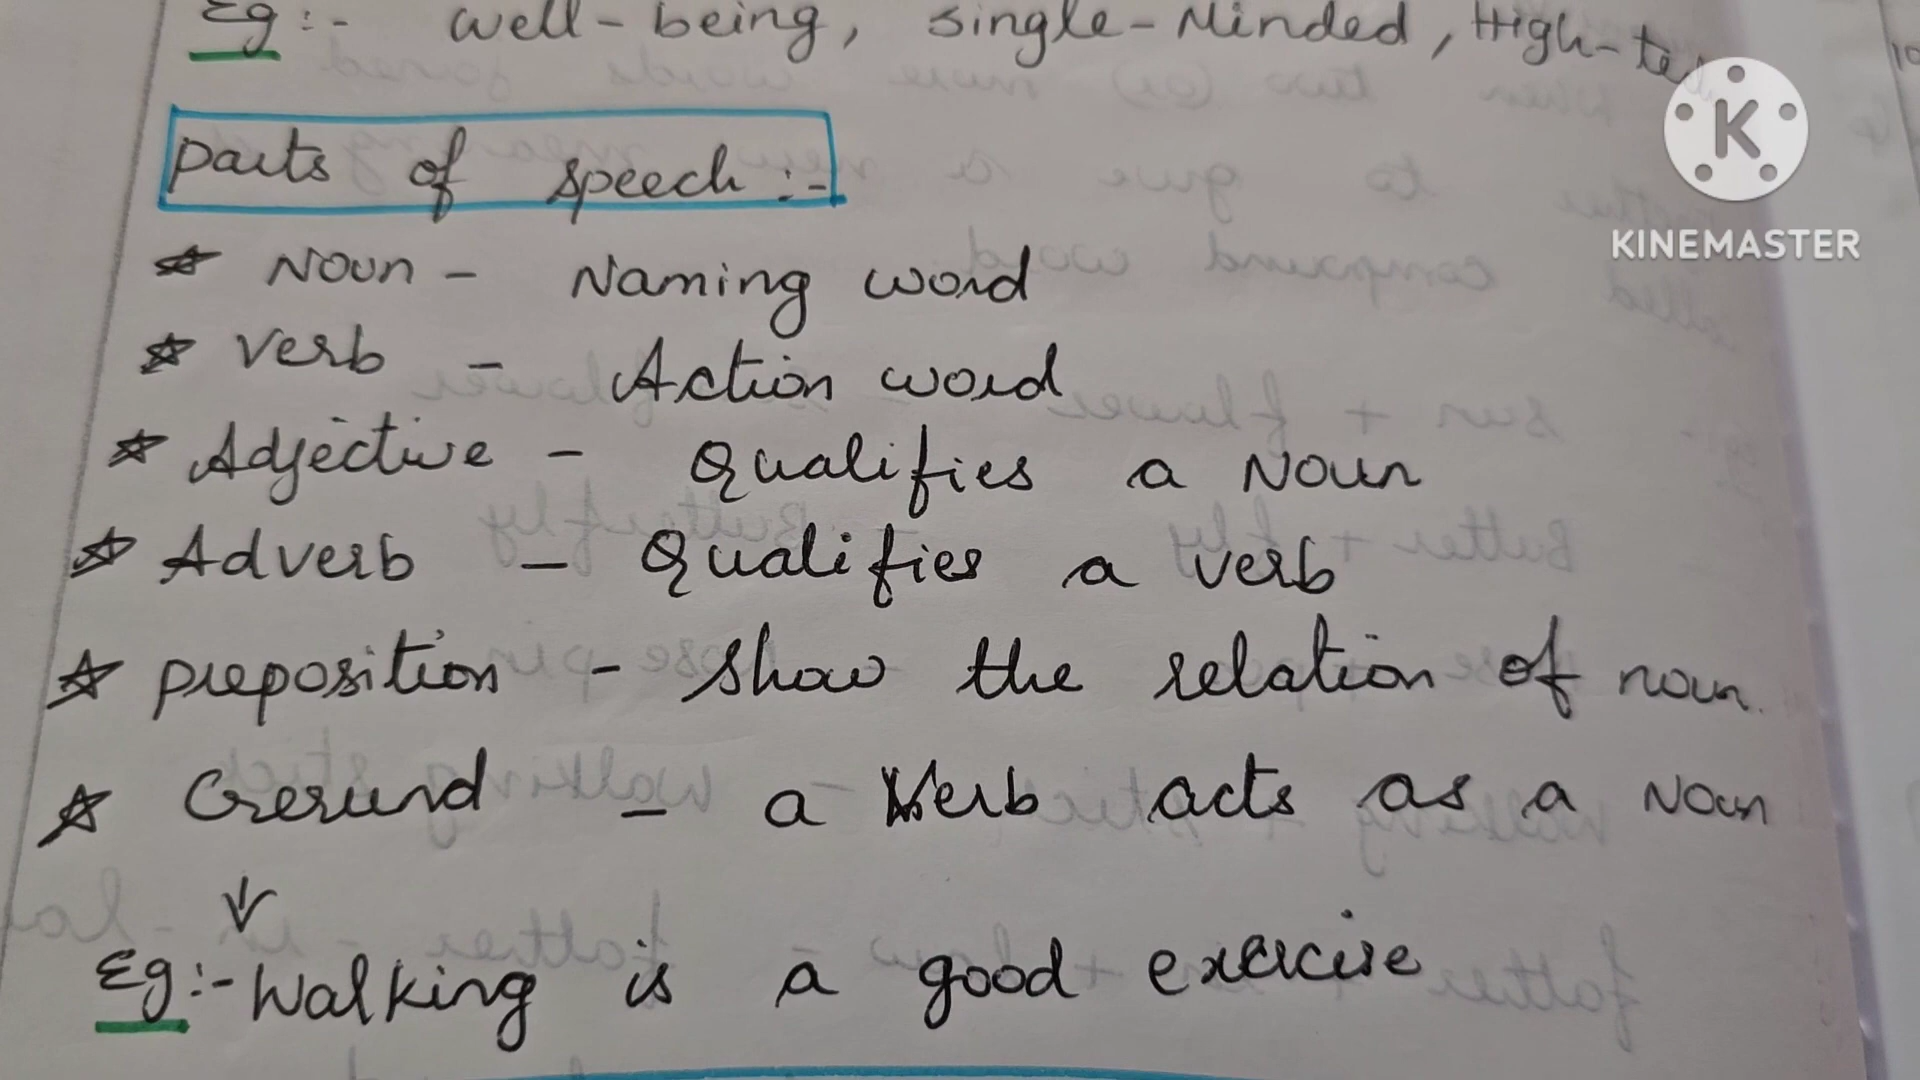 Eg:- well-being, single-Minded, High-
Parts of speech :-
K
KINEMASTER
Noun - Naming word
Verb - Action word
Adjective - Qualifies a Noun
Adverb - Qualifies a verb
preposition - show the relation of noun.
Gerund - a Verb acts as a Noun
Eg:- Walking is a good exercise